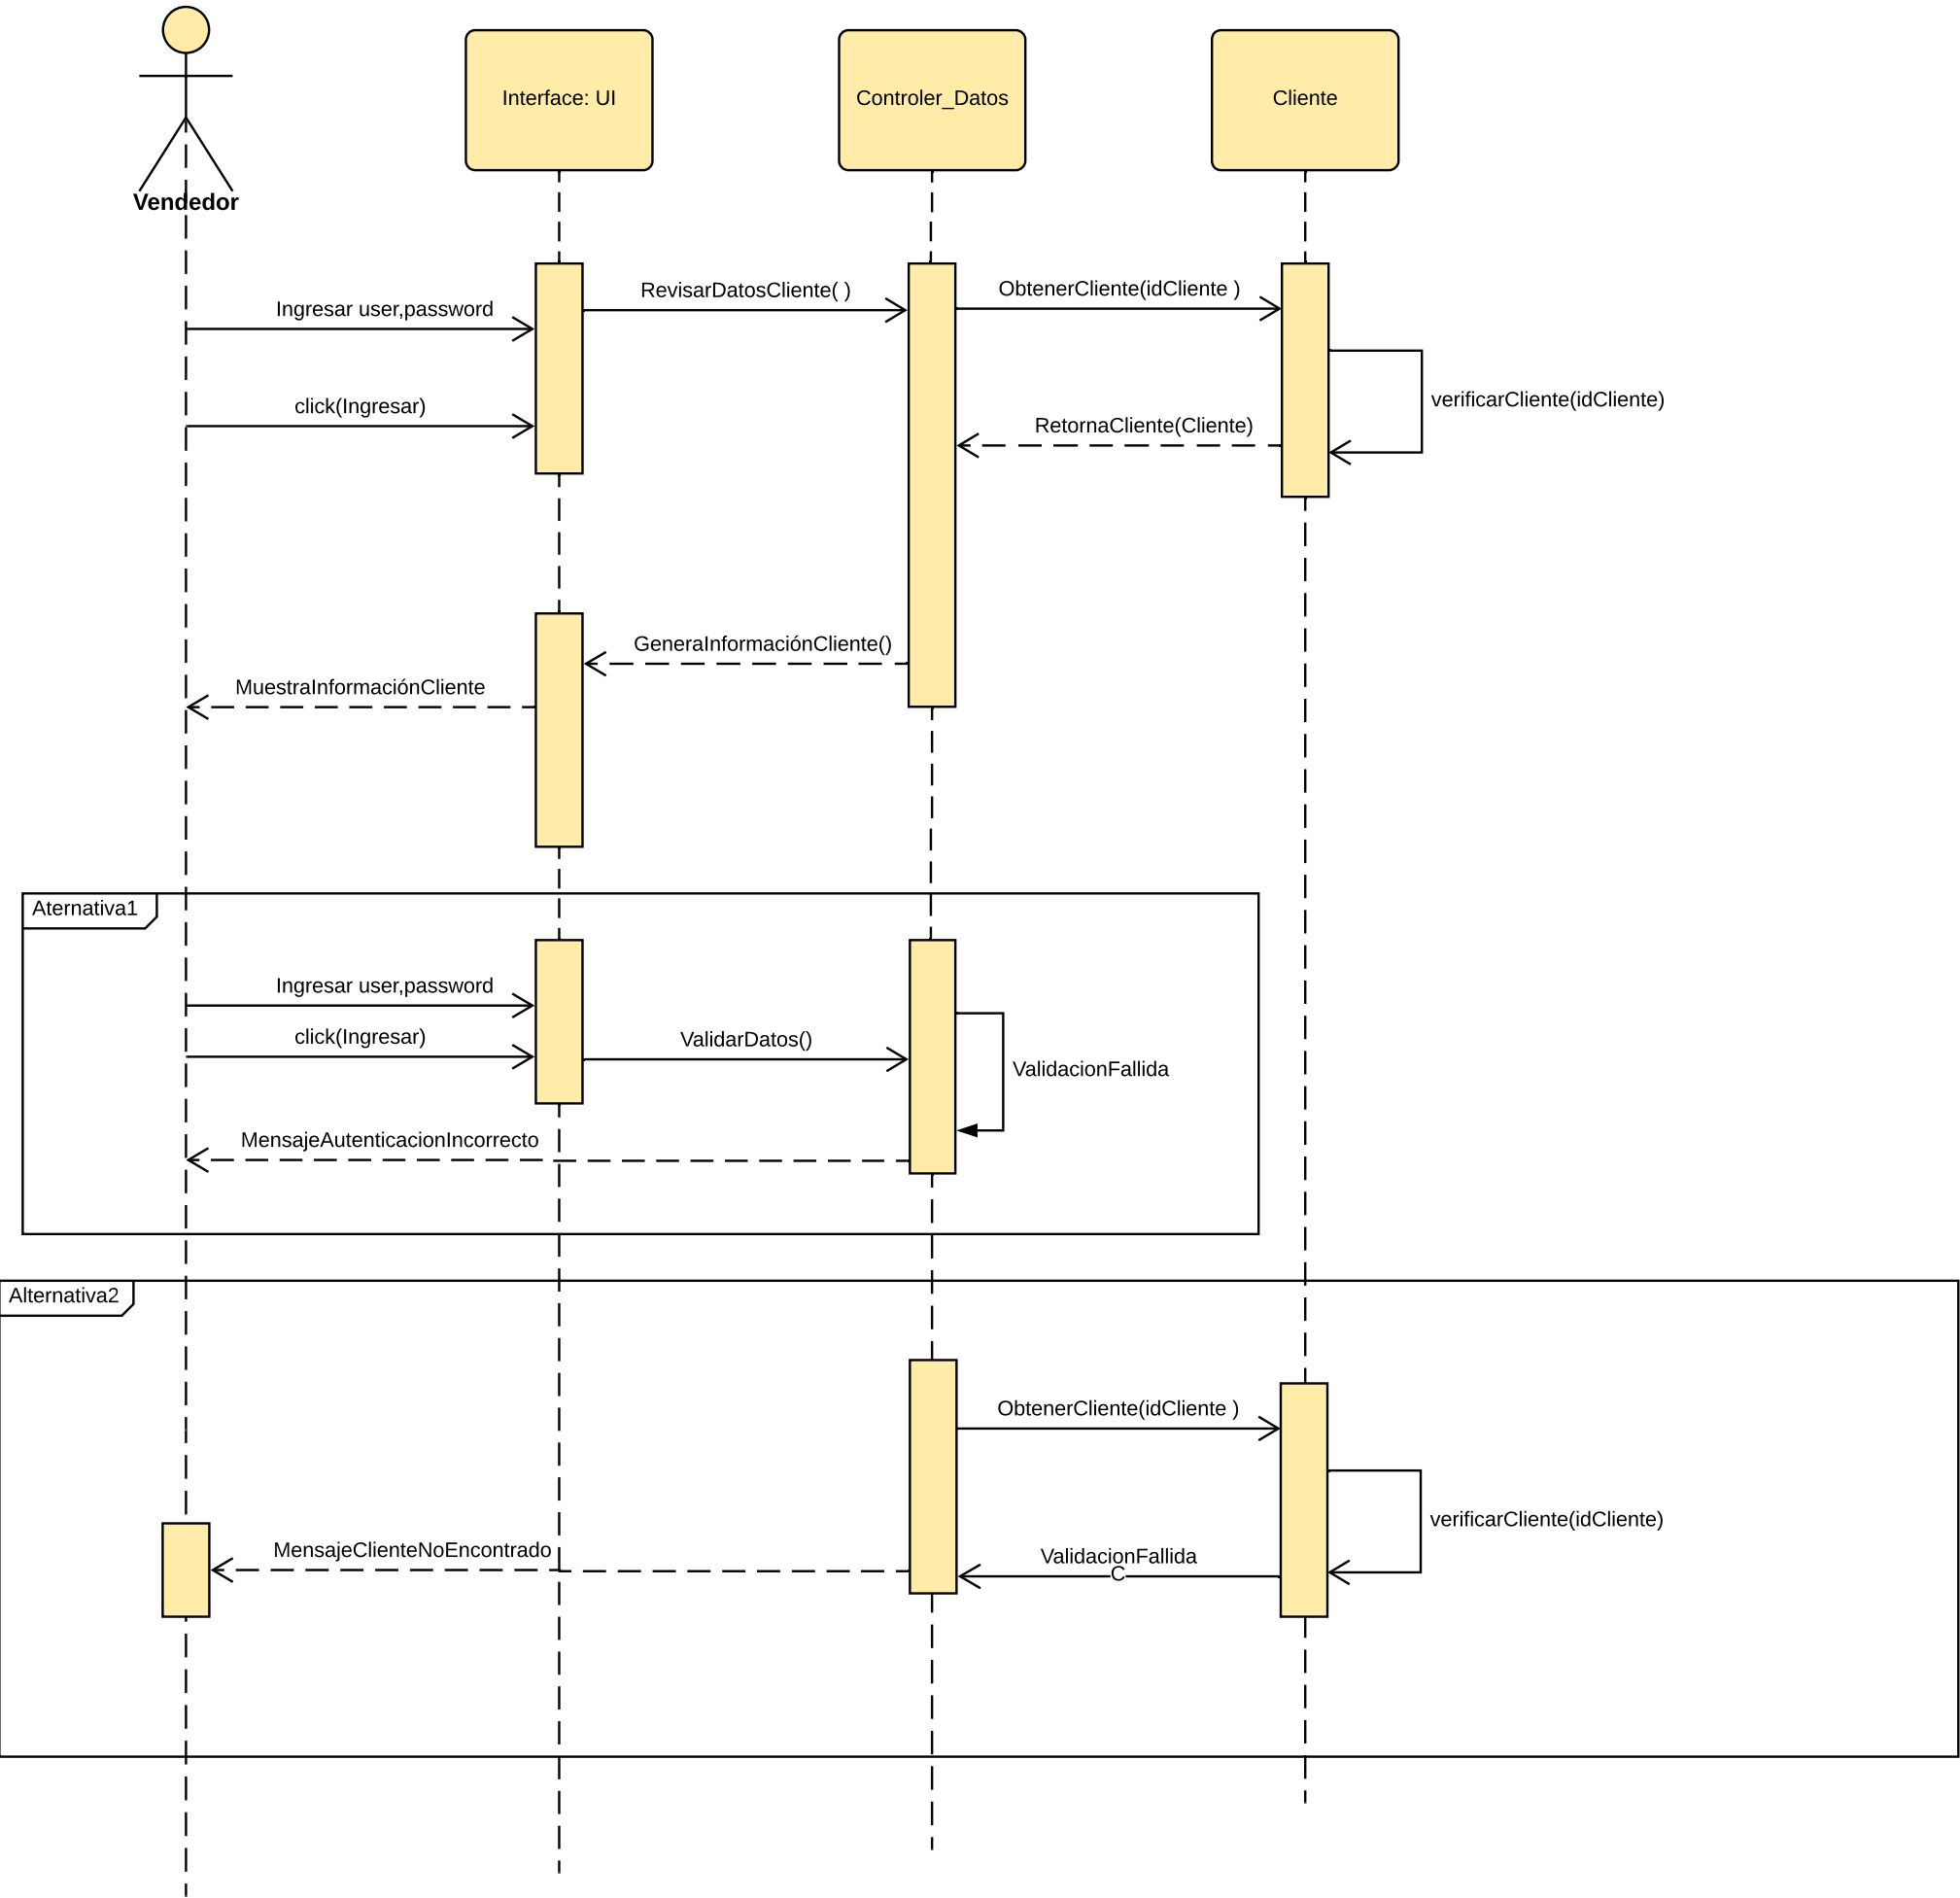 Interface: UI
Controler_Datos
Cliente
Vendedor
RevisarDatosCliente( )
ObtenerCliente(idCliente )
Ingresar user,password
verificarCliente(idCliente)
click(Ingresar)
RetornaCliente(Cliente)
GeneraInformaciónCliente()
MuestraInformaciónCliente
Aternativa1
Ingresar user,password
click(Ingresar)
ValidarDatos()
ValidacionFallida
MensajeAutenticacionIncorrecto
Alternativa2
ObtenerCliente(idCliente )
verificarCliente(idCliente)
MensajeClienteNoEncontrado
ValidacionFallida
C